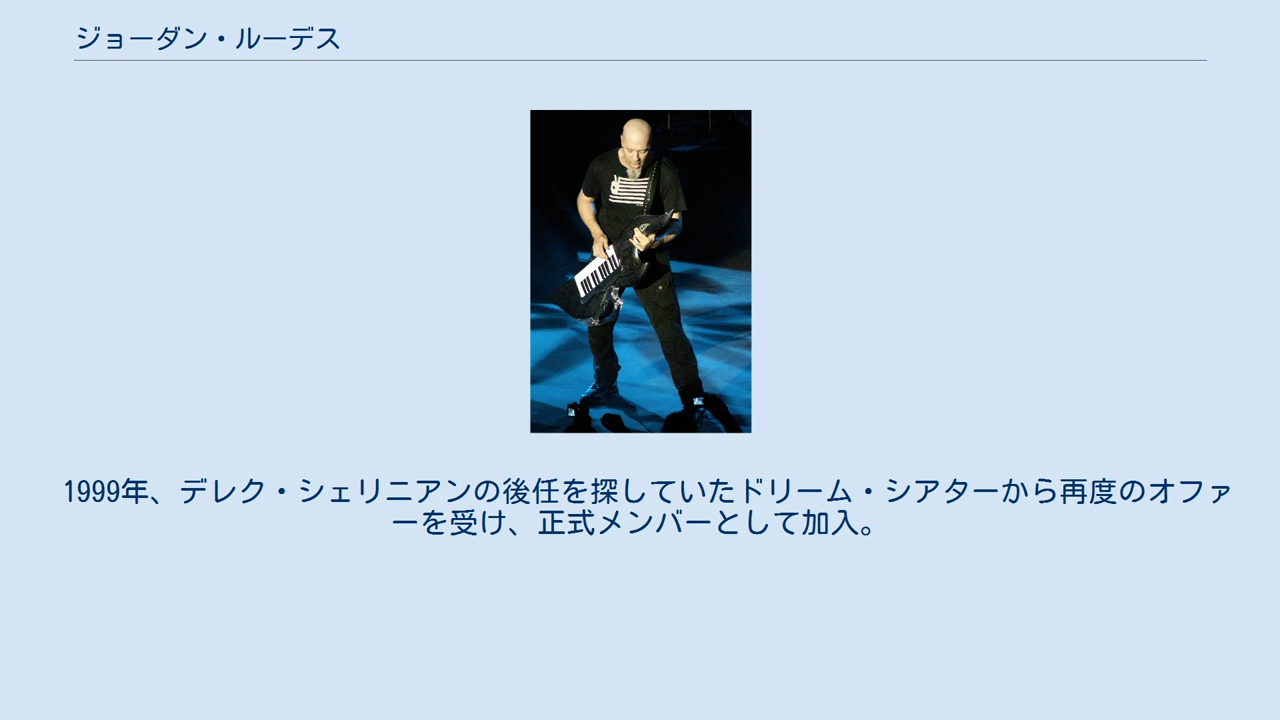 ジョーダン・ルーデス
1999年、デレク・シェリニアンの後任を探していたドリーム・シアターから再度のオファ
ーを受け、正式メンバーとして加入。